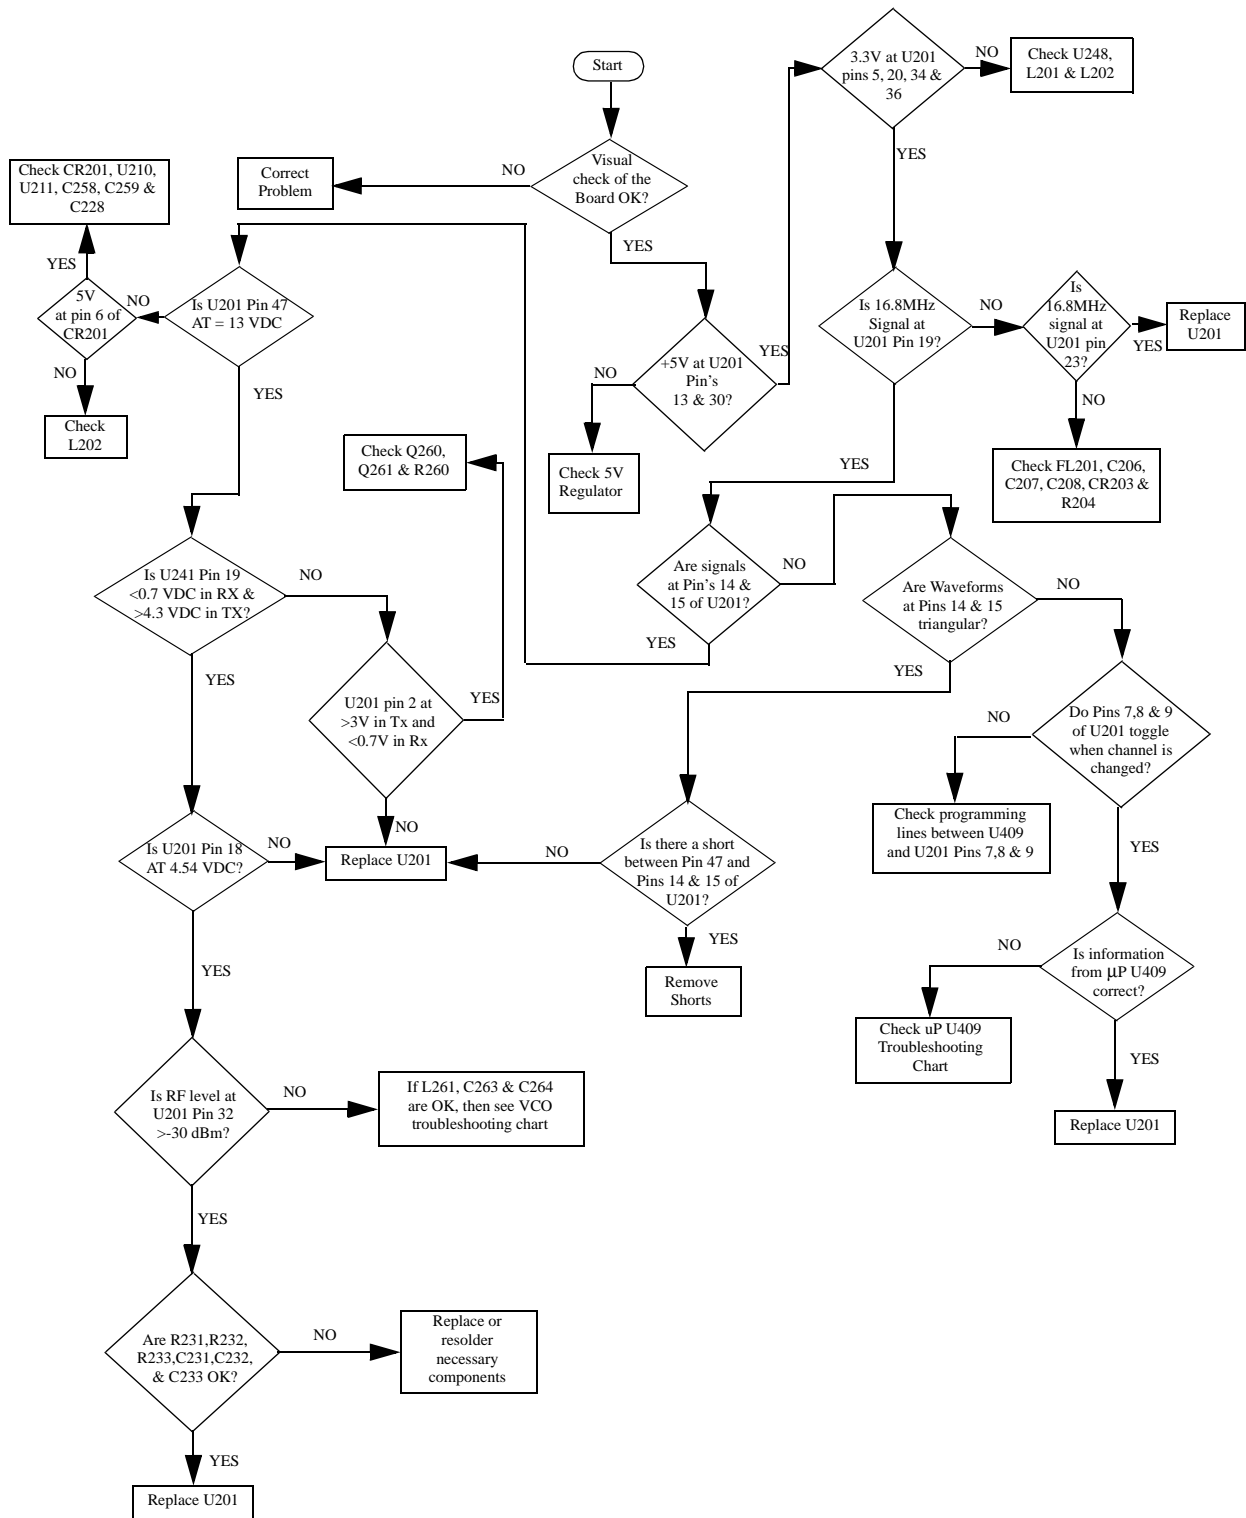 Start
Visual
check of the
Board OK?
NO
Correct
Problem
YES
+5V at U201
Pin's
13 & 30?
NO
Check 5V
Regulator
YES
3.3V at U201
pins 5, 20, 34 &
36
NO
Check U248,
L201 & L202
YES
Is 16.8MHz
Signal at
U201 Pin 19?
NO
Is
16.8MHz
signal at
U201 pin
23?
YES
Replace
U201
NO
Check FL201, C206,
C207, C208, CR203 &
R204
YES
Are signals
at Pin's 14 &
15 of U201?
NO
YES
Are Waveforms
at Pins 14 & 15
triangular?
NO
YES
Do Pins 7,8 & 9
of U201 toggle
when channel is
changed?
NO
Check programming
lines between U409
and U201 Pins 7,8 & 9
YES
Is information
from µP U409
correct?
NO
Check uP U409
Troubleshooting
Chart
YES
Replace U201
Is there a short
between Pin 47 and
Pins 14 & 15 of
U201?
NO
YES
Remove
Shorts
Is U201 Pin 47
AT = 13 VDC
NO
5V
at pin 6 of
CR201
YES
Check CR201, U210,
U211, C258, C259 &
C228
NO
Check
L202
YES
Is U241 Pin 19
<0.7 VDC in RX &
>4.3 VDC in TX?
NO
U201 pin 2 at
>3V in Tx and
<0.7V in Rx
YES
Check Q260,
Q261 & R260
NO
Replace U201
YES
Is U201 Pin 18
AT 4.54 VDC?
NO
YES
Is RF level at
U201 Pin 32
>-30 dBm?
NO
If L261, C263 & C264
are OK, then see VCO
troubleshooting chart
YES
Are R231,R232,
R233,C231,C232,
& C233 OK?
NO
Replace or
resolder
necessary
components
YES
Replace U201